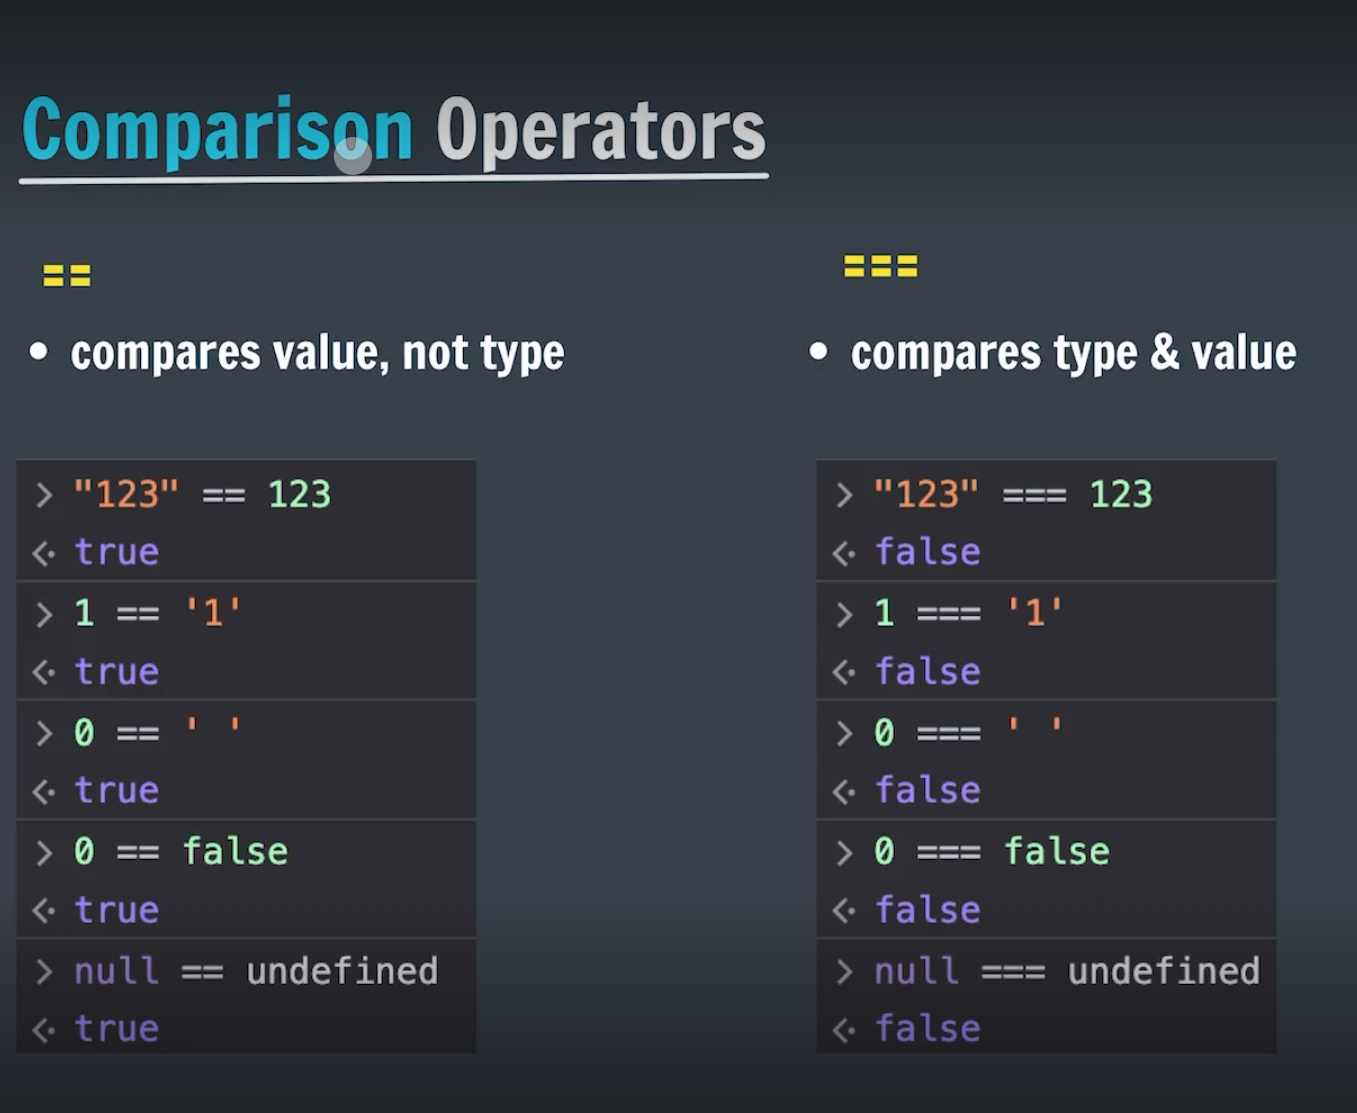 Comparison Operators
==
• compares value, not type
> "123" == 123
<· true
> 1 == '1'
<· true
> 0 == ' '
<· true
> 0 == false
<· true
> null == undefined
<· true
===
• compares type & value
> "123" === 123
<· false
> 1 === '1'
<· false
> 0 === ' '
<· false
> 0 === false
<· false
> null === undefined
<· false